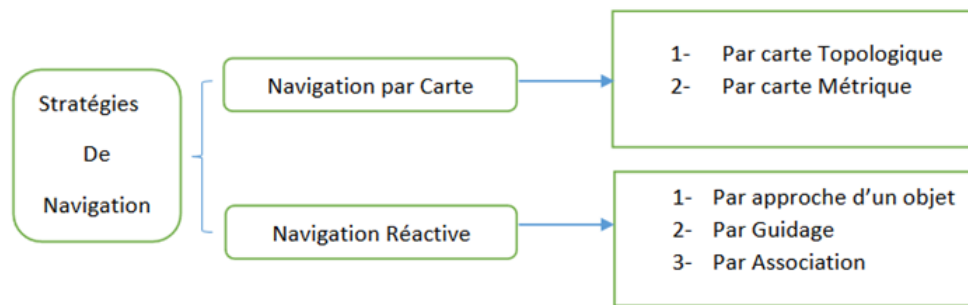 Stratégies
De
Navigation
Navigation par Carte
1- Par carte Topologique
2- Par carte Métrique
Navigation Réactive
1- Par approche d'un objet
2- Par Guidage
3- Par Association